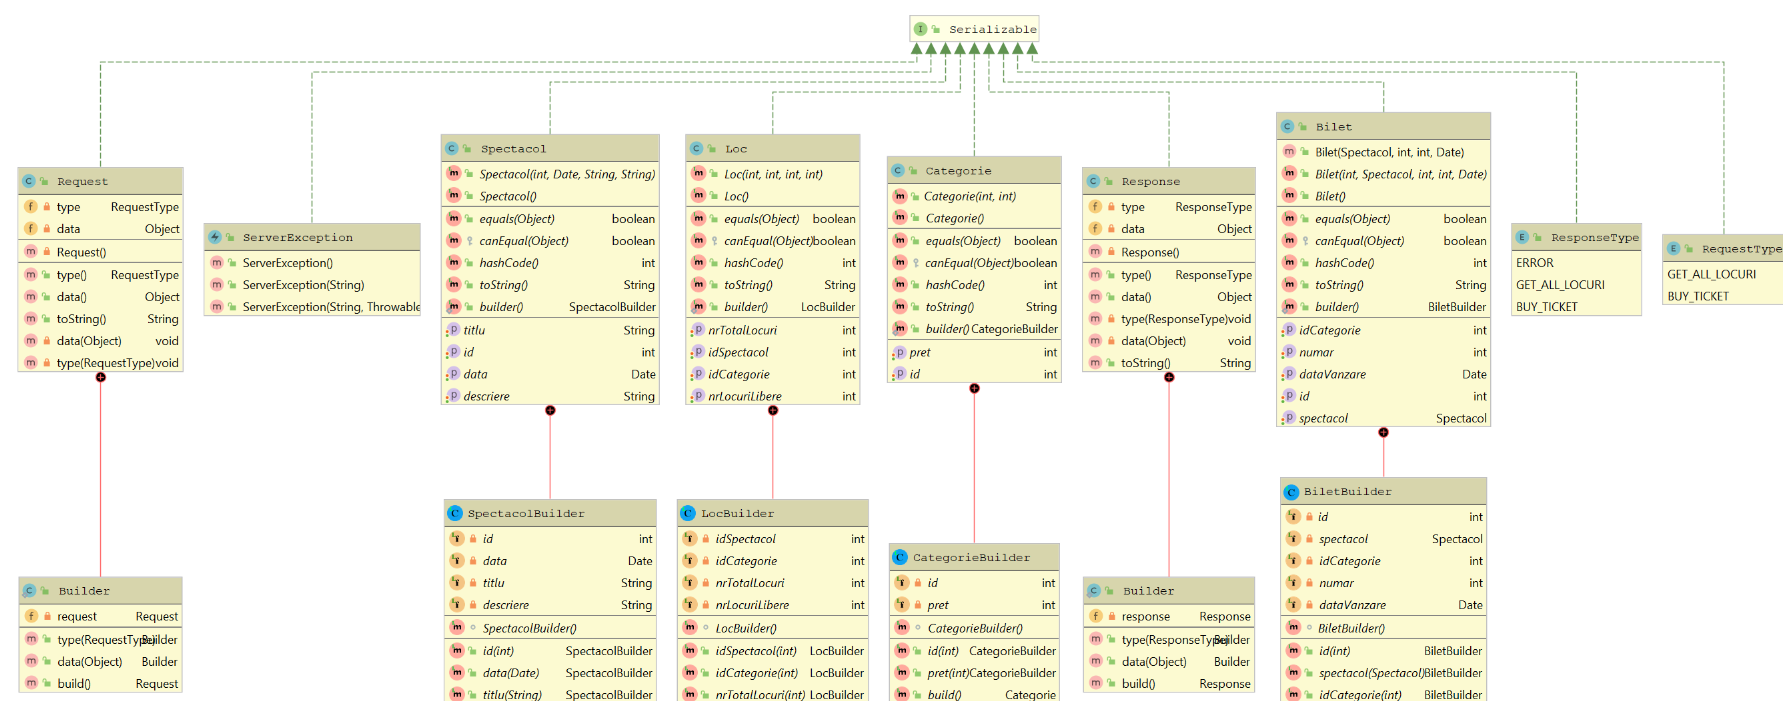 Serializable
Request
type RequestType
data Object
Request()
type() RequestType
data() Object
toString() String
data(Object) void
type(RequestType) void
Builder
request Request
type(RequestType) Builder
data(Object) Builder
build() Request
ServerException
ServerException()
ServerException(String)
ServerException(String, Throwable
Spectacol
Spectacol(int, Date, String, String)
Spectacol()
equals(Object) boolean
canEqual(Object) boolean
hashCode() int
toString() String
builder() SpectacolBuilder
titlu String
id int
data Date
descriere String
SpectacolBuilder
id int
data Date
titlu String
descriere String
SpectacolBuilder()
id(int) SpectacolBuilder
data(Date) SpectacolBuilder
titlu(String) SpectacolBuilder
Loc
Loc(int, int, int, int)
Loc()
equals(Object) boolean
canEqual(Object) boolean
hashCode() int
toString() String
builder() LocBuilder
nrTotalLocuri int
idSpectacol int
idCategorie int
nrLocuriLibere int
LocBuilder
idSpectacol int
idCategorie int
nrTotalLocuri int
nrLocuriLibere int
LocBuilder()
idSpectacol(int) LocBuilder
idCategorie(int) LocBuilder
nrTotalLocuri(int) LocBuilder
Categorie
Categorie(int, int)
Categorie()
equals(Object) boolean
canEqual(Object) boolean
hashCode() int
toString() String
builder() CategorieBuilder
pret int
id int
CategorieBuilder
id int
pret int
CategorieBuilder()
id(int) CategorieBuilder
pret(int) CategorieBuilder
build() Categorie
Response
type ResponseType
data Object
Response()
type() ResponseType
data() Object
type(ResponseType) void
data(Object) void
toString() String
Builder
response Response
type(ResponseType) Builder
data(Object) Builder
build() Response
Bilet
Bilet(Spectacol, int, int, Date)
Bilet(int, Spectacol, int, int, Date)
Bilet()
equals(Object) boolean
canEqual(Object) boolean
hashCode() int
toString() String
builder() BiletBuilder
idCategorie int
numar int
dataVanzare Date
id int
spectacol Spectacol
BiletBuilder
id int
spectacol Spectacol
idCategorie int
numar int
dataVanzare Date
BiletBuilder()
id(int) BiletBuilder
spectacol(Spectacol) BiletBuilder
idCategorie(int) BiletBuilder
ResponseType
ERROR
GET_ALL_LOCURI
BUY_TICKET
RequestType
GET_ALL_LOCURI
BUY_TICKET